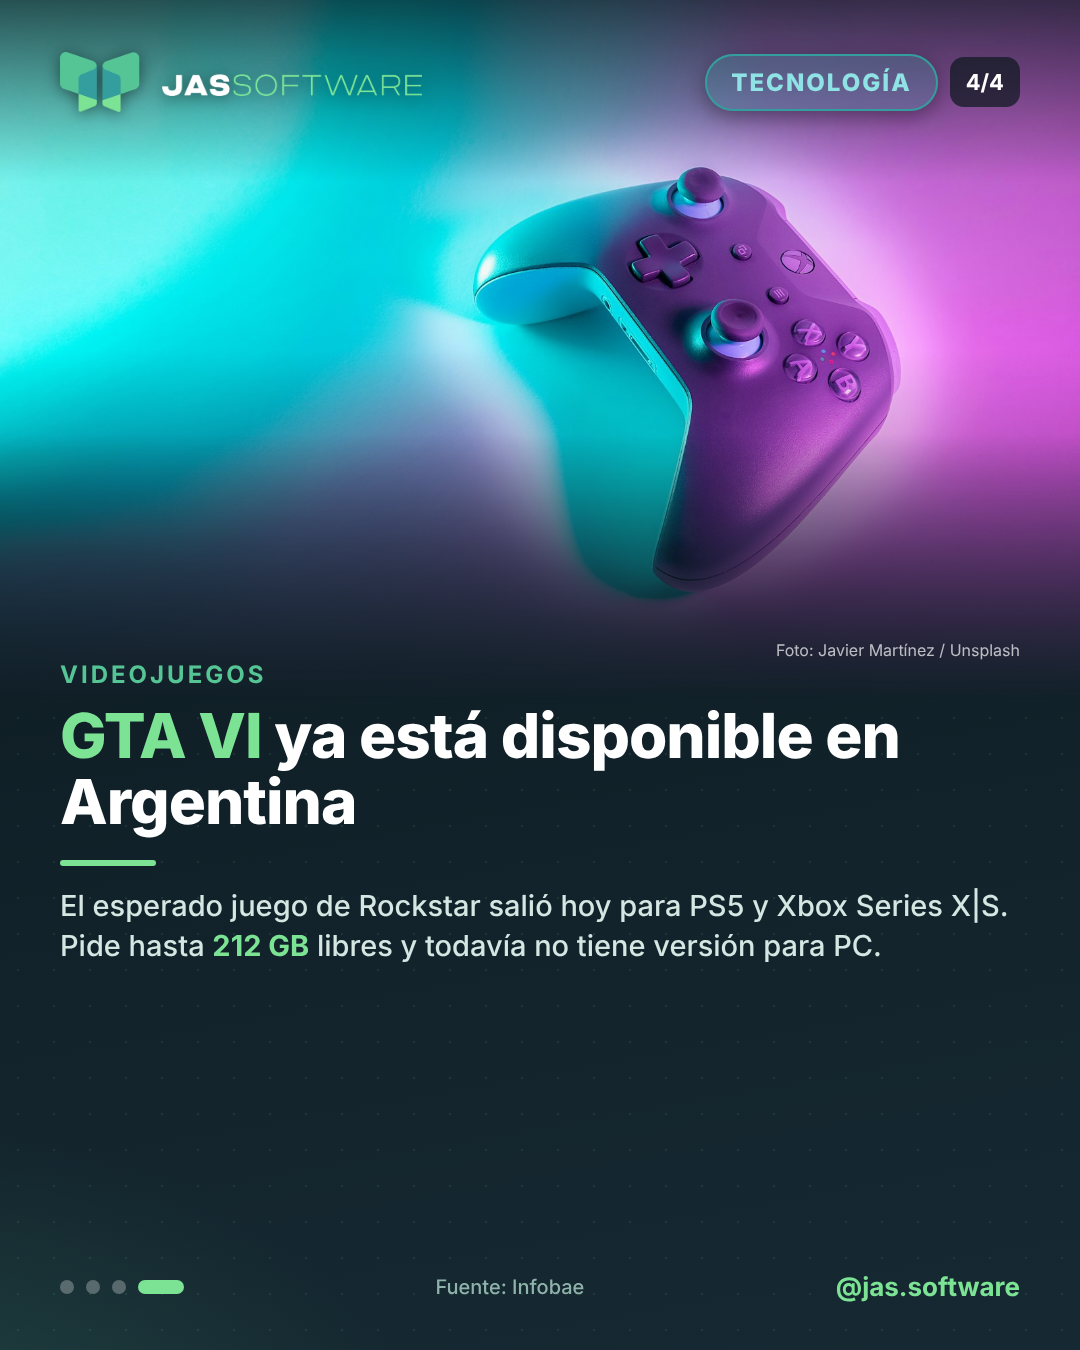 JASSOFTWARE
TECNOLOGÍA
4/4
X
Y
A
B
Foto: Javier Martínez / Unsplash
VIDEOJUEGOS
GTA VI ya está disponible en
Argentina
El esperado juego de Rockstar salió hoy para PS5 y Xbox Series X|S.
Pide hasta 212 GB libres y todavía no tiene versión para PC.
Fuente: Infobae
@jas.software